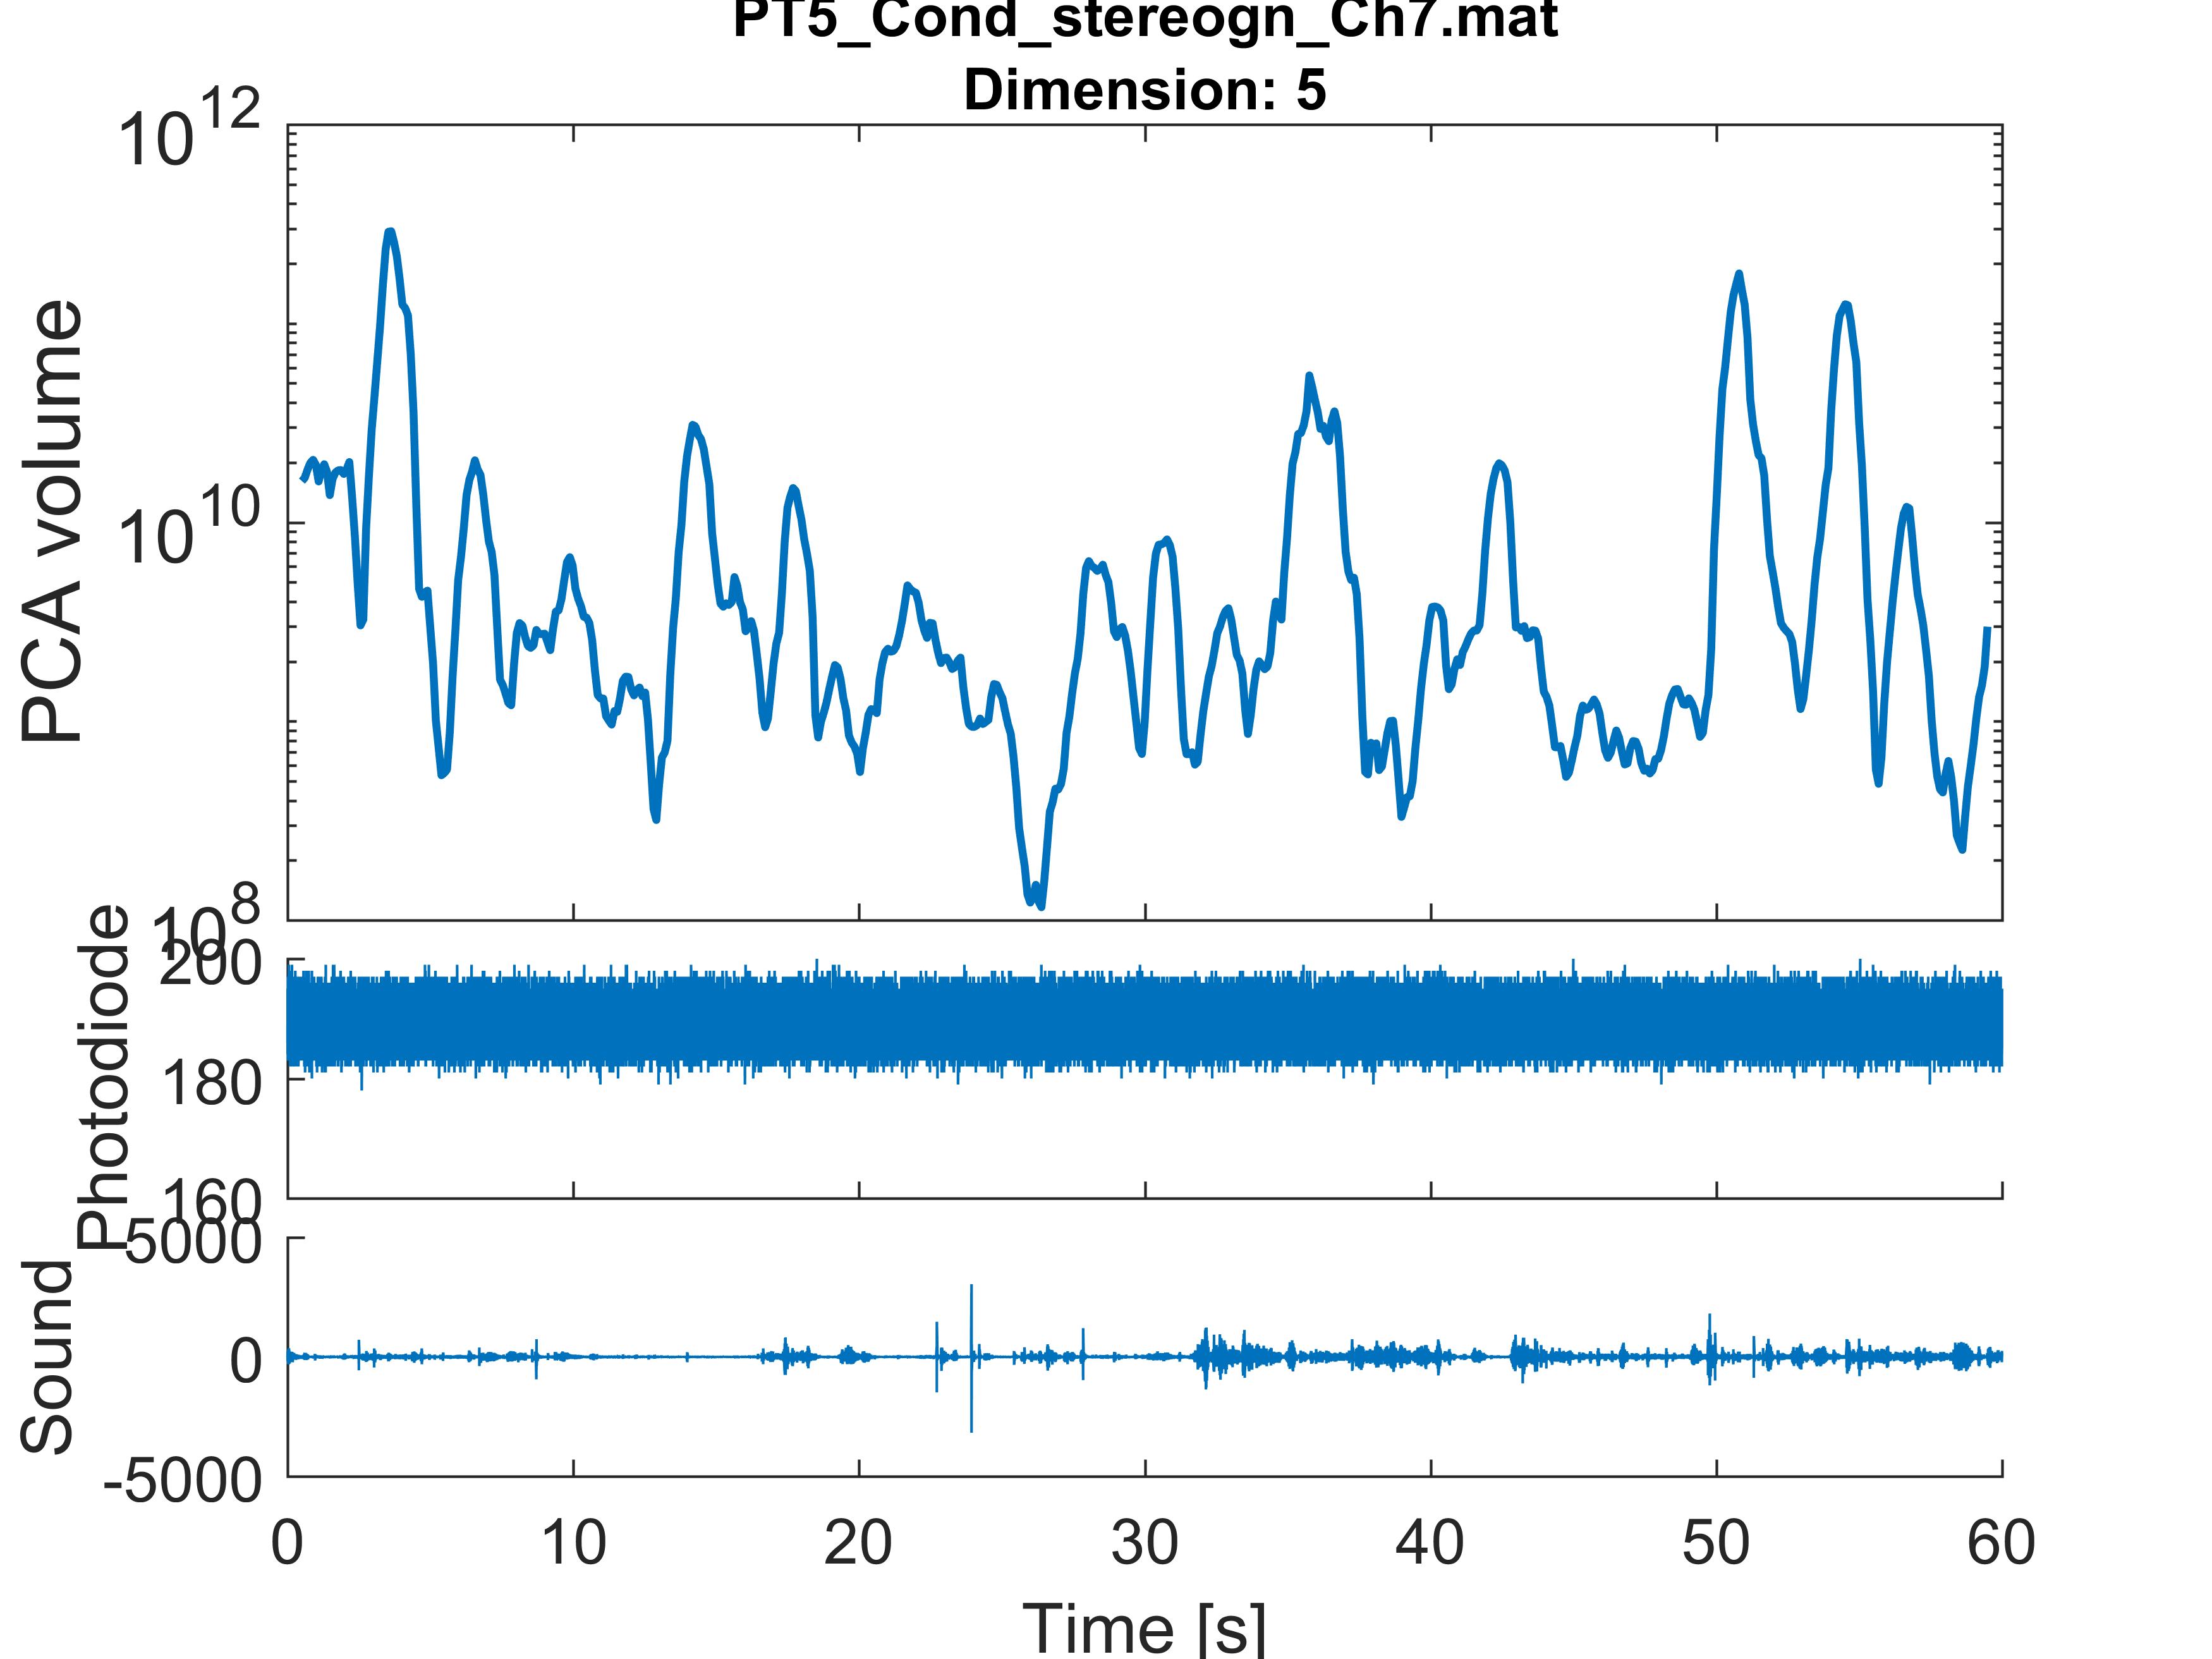 PT5_Cond_stereogn_Ch7.mat
Dimension: 5
10^12
10^10
10^8
PCA volume
200
180
160
Photodiode
5000
0
-5000
Sound
0 10 20 30 40 50 60
Time [s]